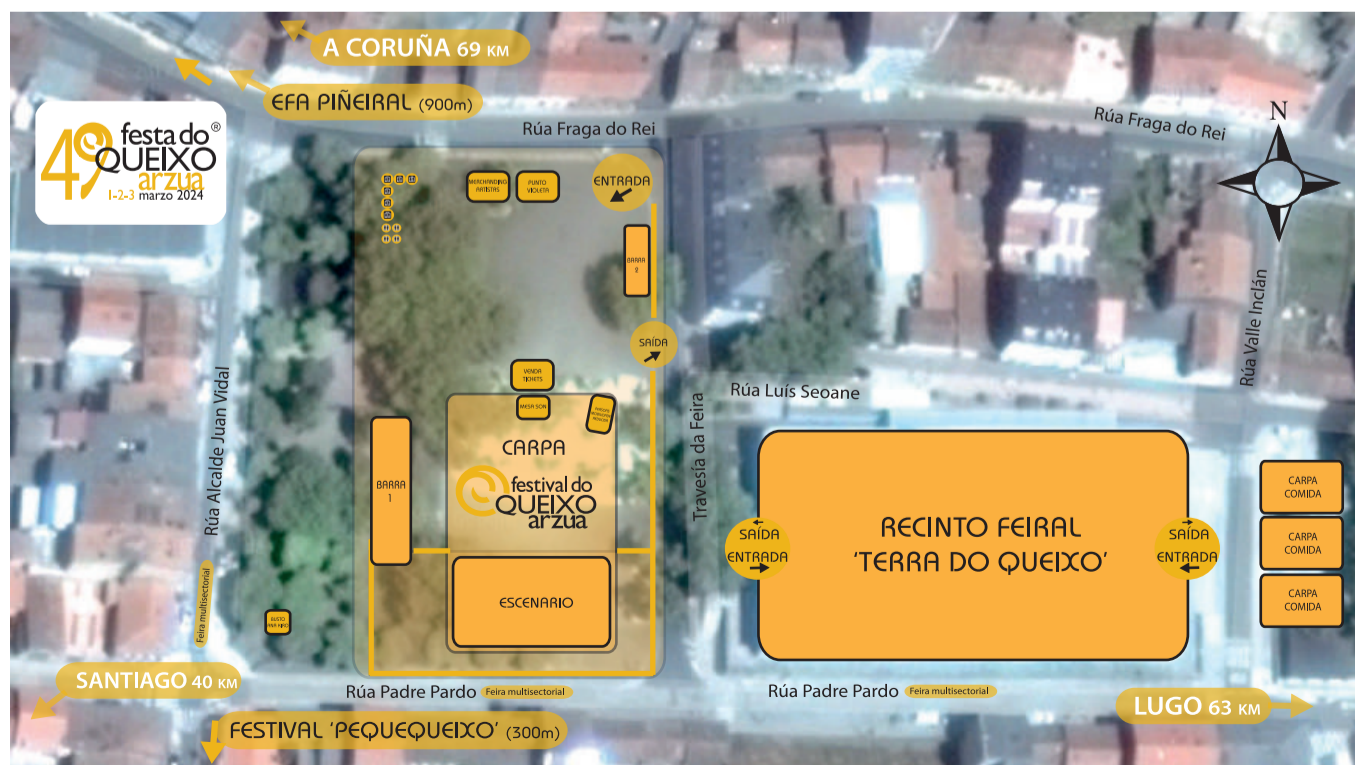 A CORUÑA 69 KM
EFA PIÑEIRAL (900m)
49 festa do®
QUEIXO
arzua
1-2-3 marzo 2024
Rúa Fraga do Rei
Rúa Fraga do Rei
N
MERCHANDING
ARTISTAS
PUNTO
VIOLETA
ENTRADA
BARRA
2
SAÍDA
VENDA
TICKETS
MESA SON
CARPA
festival do
QUEIXO
arzua
BARRA
1
ESCENARIO
Rúa Alcalde Juan Vidal
Feira multisectorial
BUSTO
ANA KIRO
Travesía da Feira
Rúa Luís Seoane
Rúa Valle Inclán
RECINTO FEIRAL
'TERRA DO QUEIXO'
SAÍDA
ENTRADA
SAÍDA
ENTRADA
CARPA
COMIDA
CARPA
COMIDA
CARPA
COMIDA
SANTIAGO 40 KM
Rúa Padre Pardo Feira multisectorial
Rúa Padre Pardo Feira multisectorial
LUGO 63 KM
FESTIVAL 'PEQUEQUEIXO' (300m)